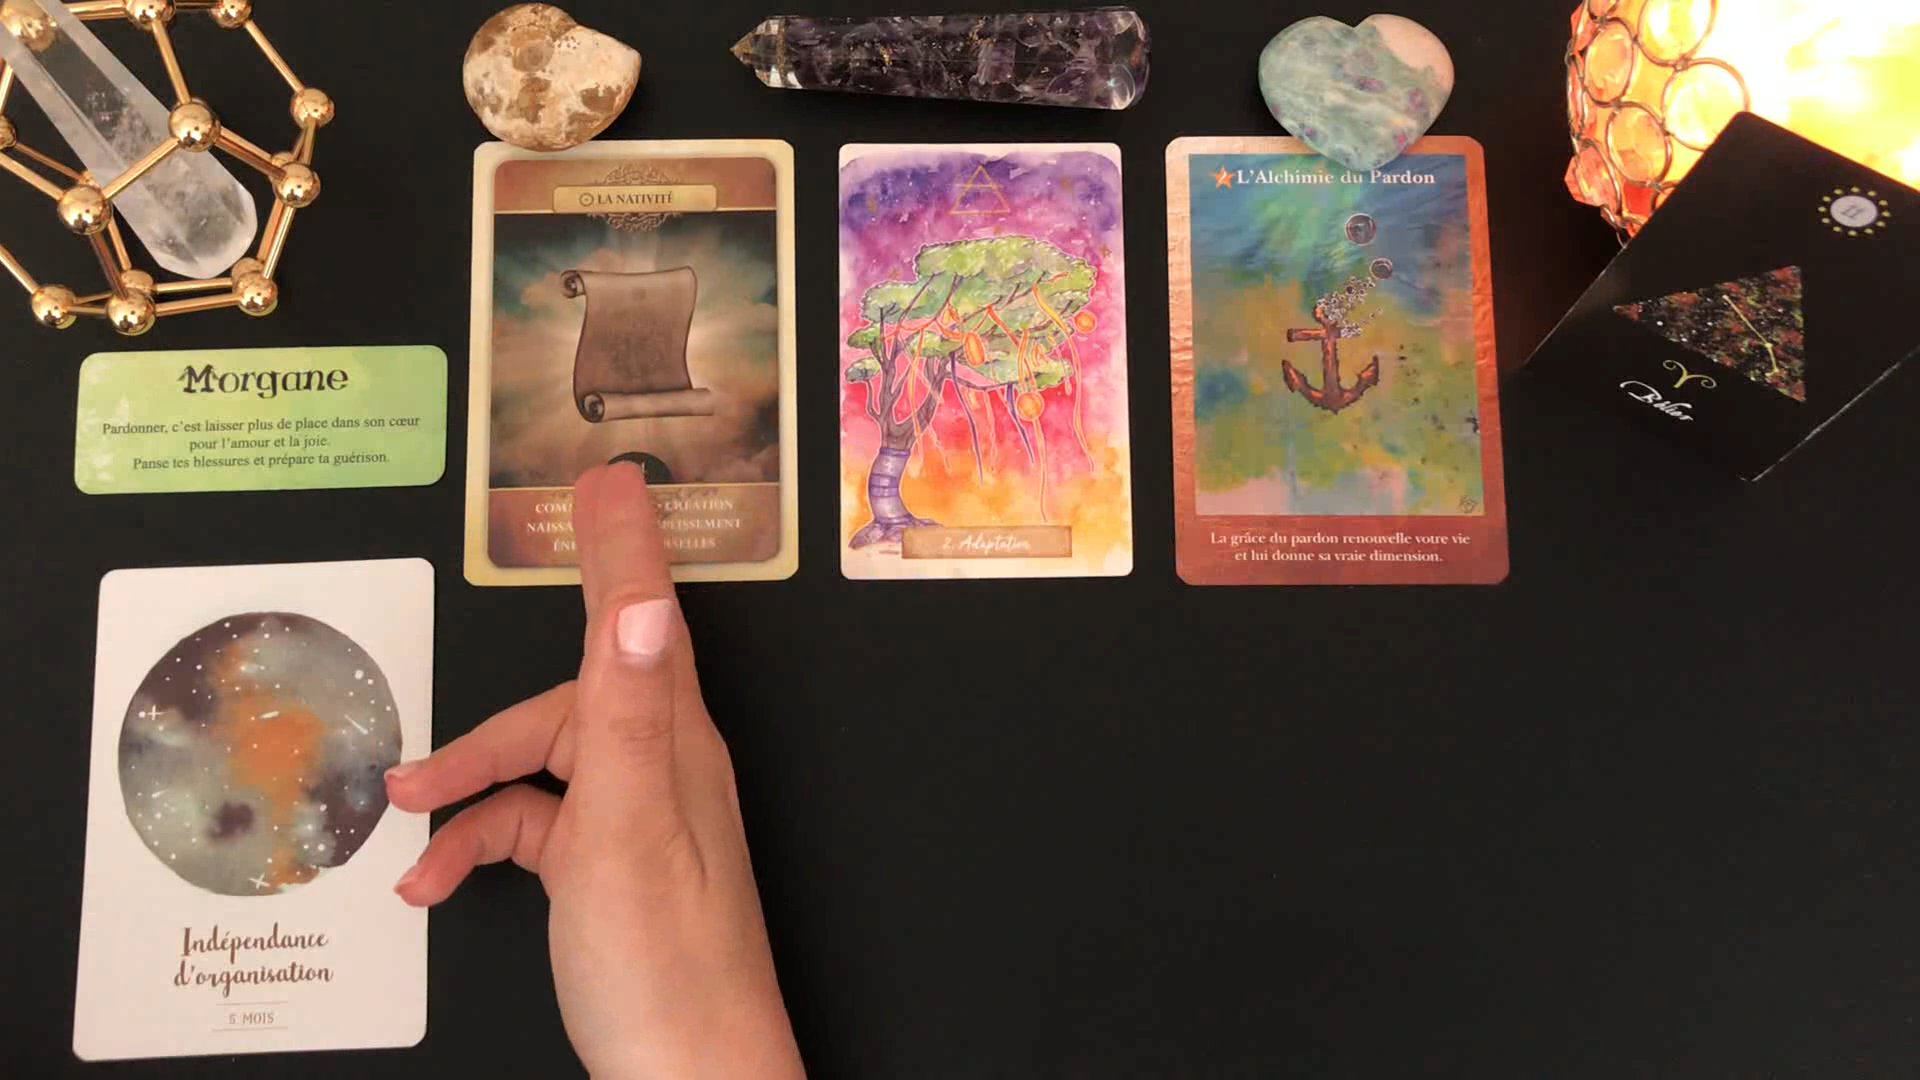 LA NATIVITÉ
CRÉATION
2. Adaptation
L'Alchimie du Pardon
La grâce du pardon renouvelle votre vie
et lui donne sa vraie dimension.
11
Bélier
Morgane
Pardonner, c'est laisser plus de place dans son cœur
pour l'amour et la joie.
Panse tes blessures et prépare ta guérison.
Indépendance
d'organisation
5 MOIS